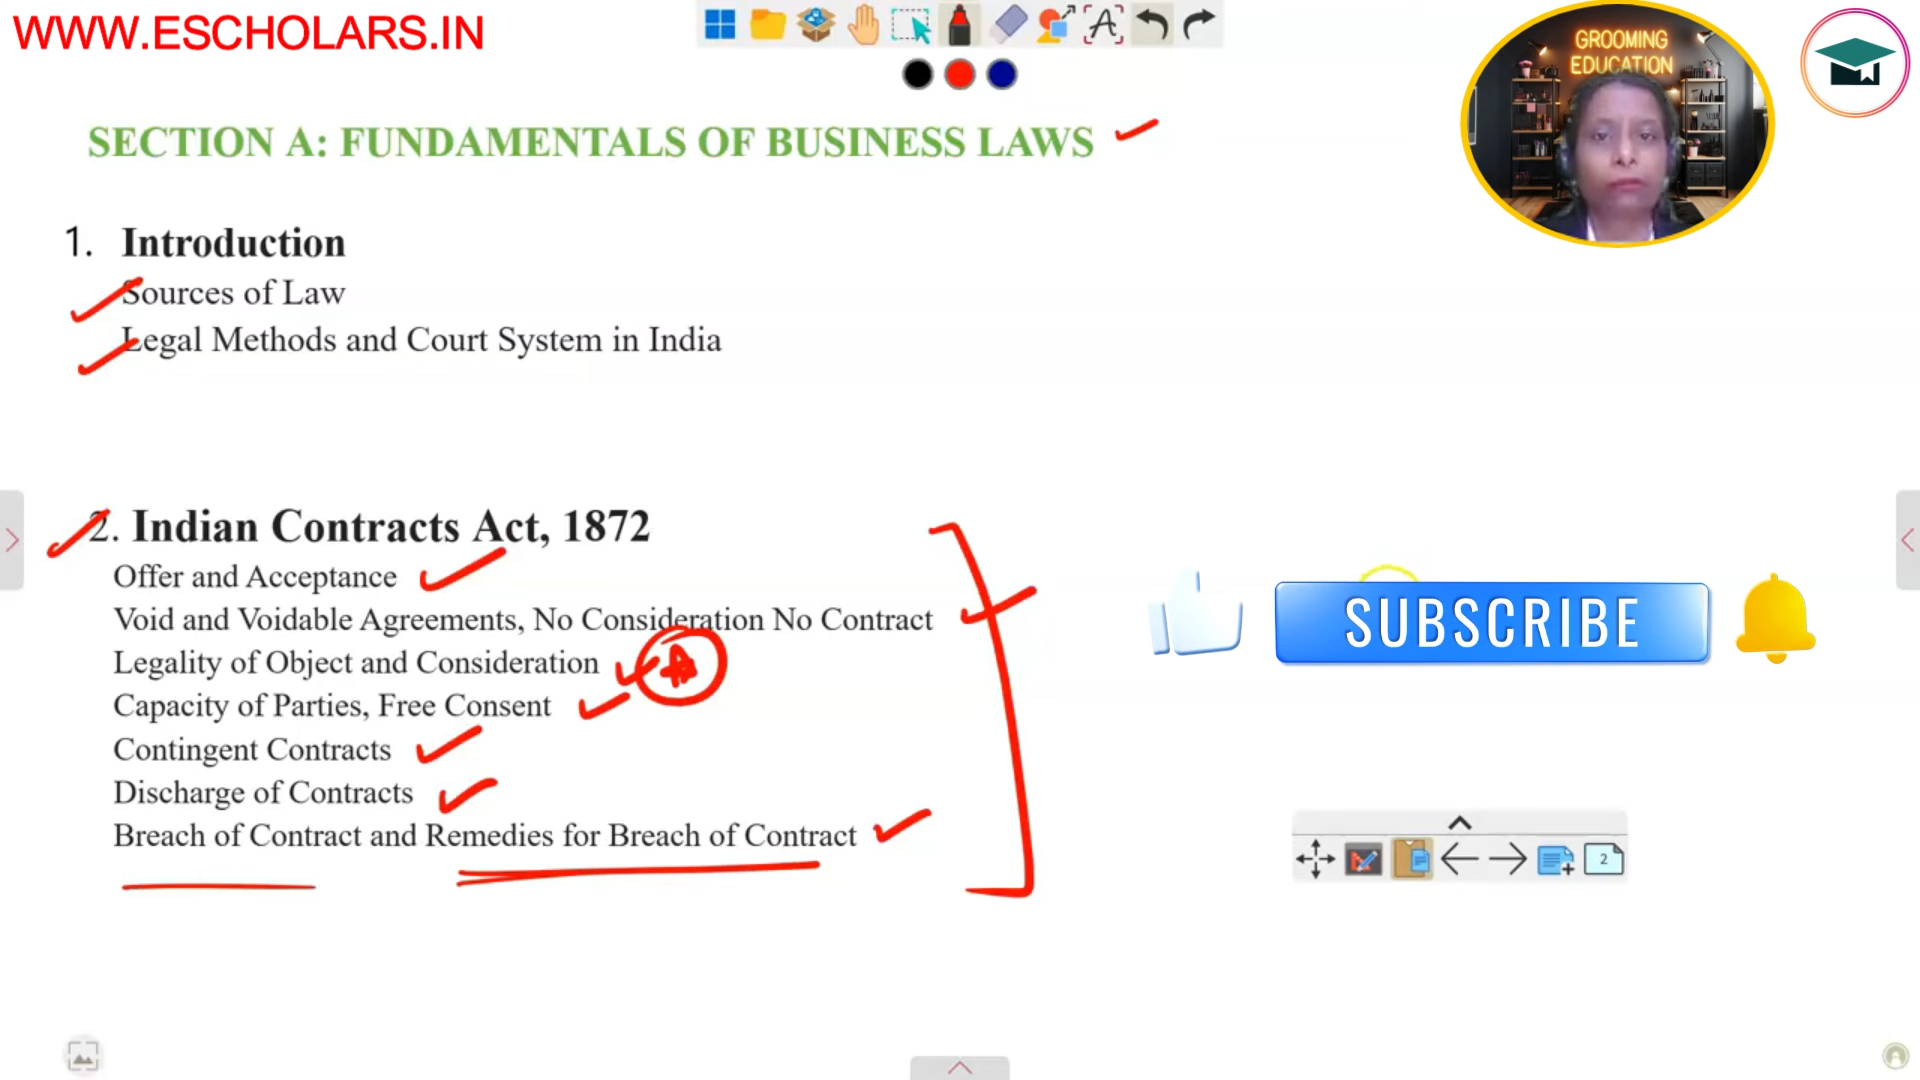 WWW.ESCHOLARS.IN
GROOMING
EDUCATION
SECTION A: FUNDAMENTALS OF BUSINESS LAWS
1. Introduction
Sources of Law
Legal Methods and Court System in India
2. Indian Contracts Act, 1872
Offer and Acceptance
Void and Voidable Agreements, No Consideration No Contract
Legality of Object and Consideration
Capacity of Parties, Free Consent
Contingent Contracts
Discharge of Contracts
Breach of Contract and Remedies for Breach of Contract
SUBSCRIBE
2